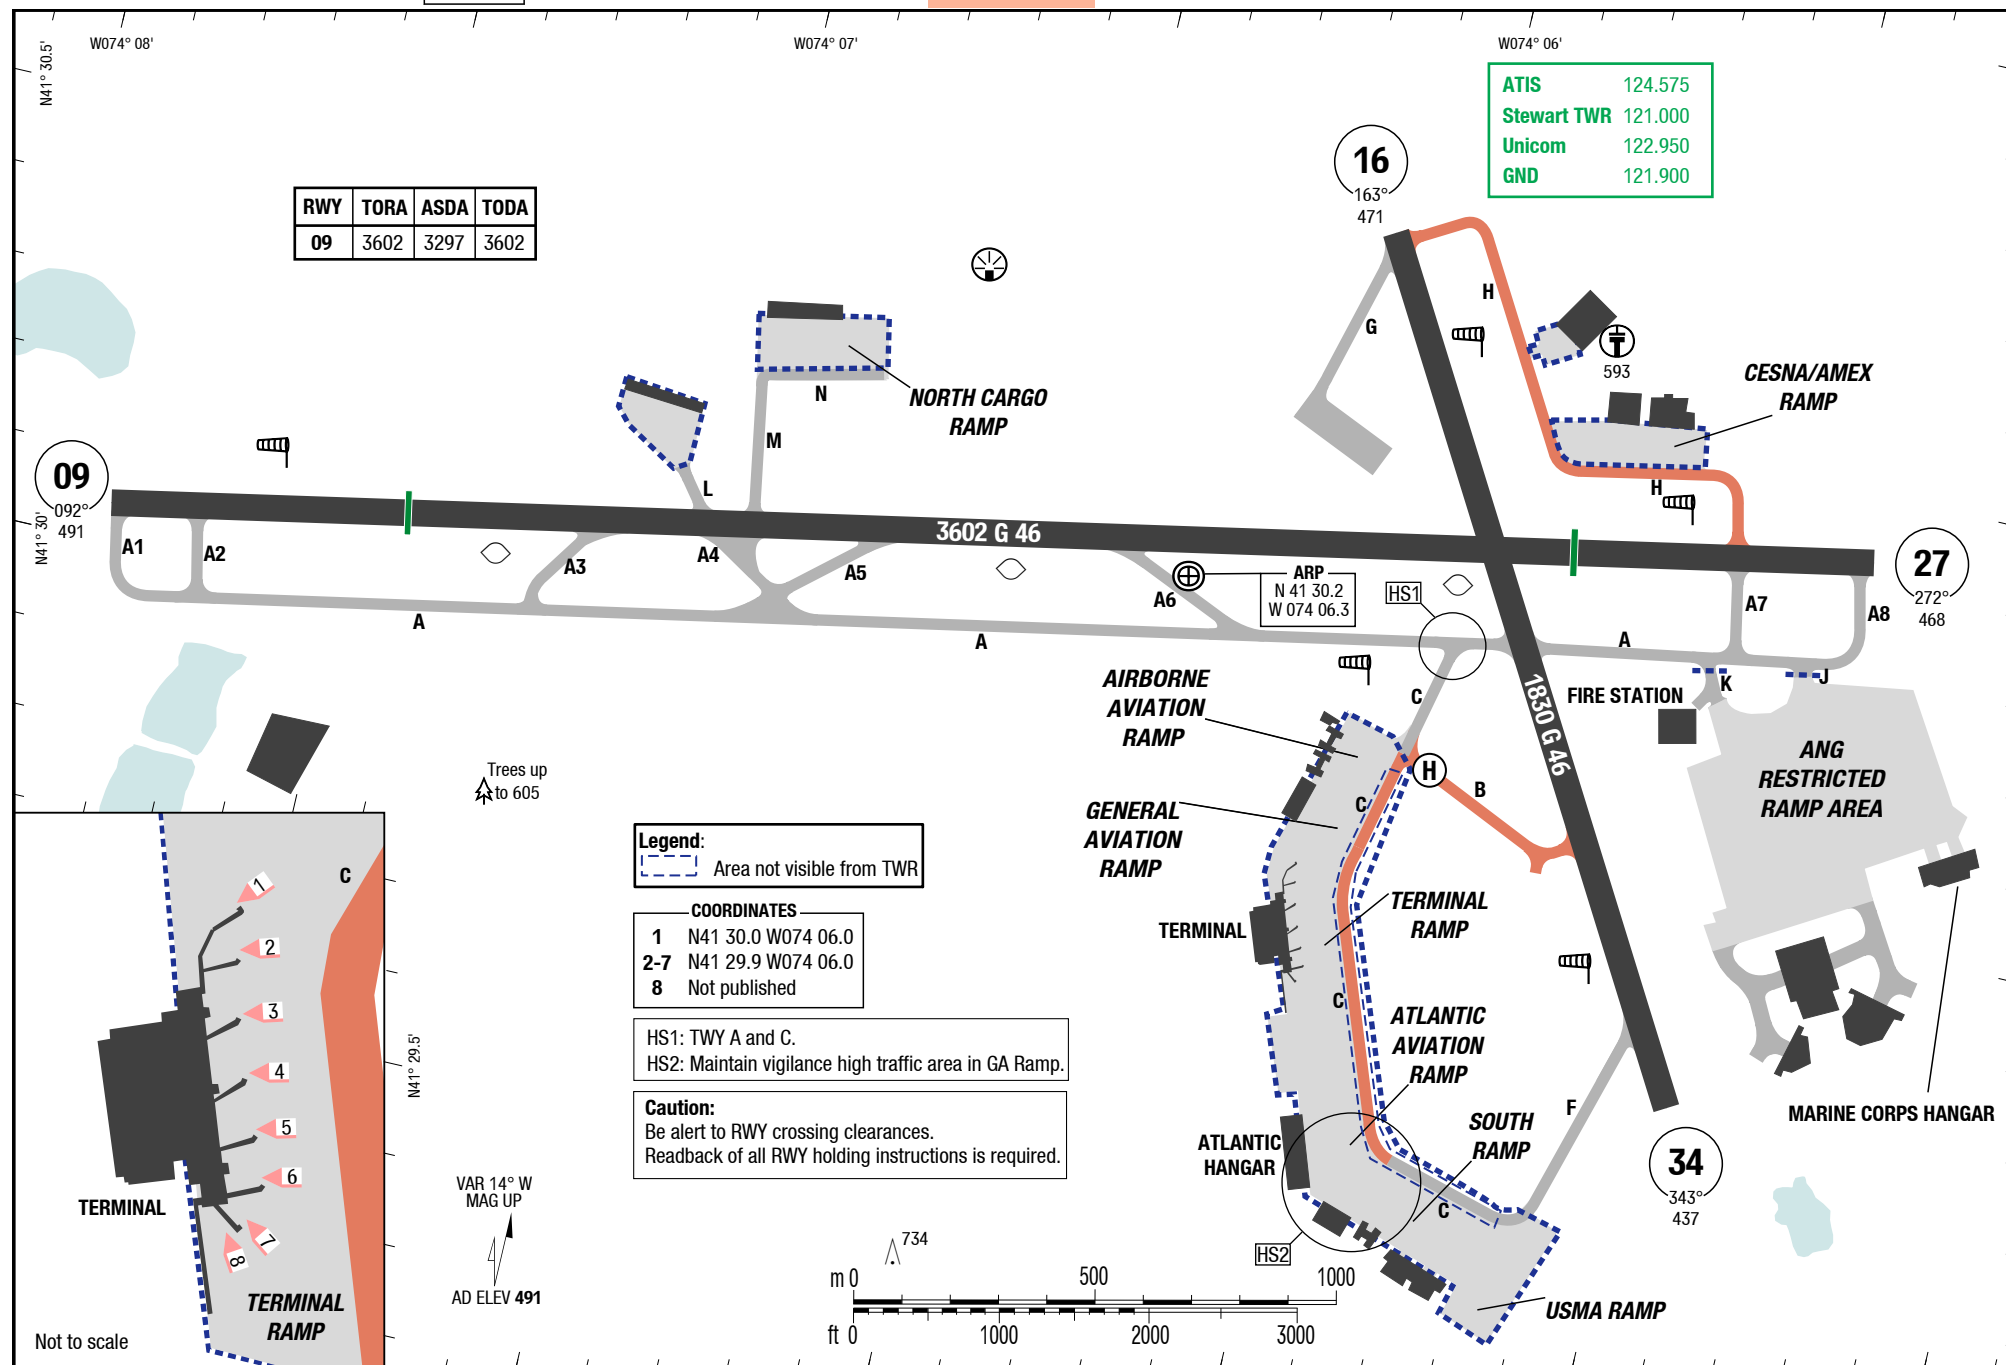 W074° 08'
W074° 07'
W074° 06'
N41° 30.5'
ATIS 124.575
Stewart TWR 121.000
Unicom 122.950
GND 121.900
16
163°
471
RWY TORA ASDA TODA
09 3602 3297 3602
H
G
593
CESNA/AMEX
RAMP
N
NORTH CARGO
RAMP
M
L
H
09
092°
491
N41° 30'
3602 G 46
27
272°
468
A1
A2
A3
A4
A5
A6
A7
A8
ARP
N 41 30.2
W 074 06.3
HS1
A
A
A
K
J
FIRE STATION
1830 G 46
C
AIRBORNE
AVIATION
RAMP
H
B
ANG
RESTRICTED
RAMP AREA
Trees up
to 605
C
GENERAL
AVIATION
RAMP
Legend:
Area not visible from TWR
COORDINATES
1 N41 30.0 W074 06.0
2-7 N41 29.9 W074 06.0
8 Not published
TERMINAL
TERMINAL
RAMP
C
HS1: TWY A and C.
HS2: Maintain vigilance high traffic area in GA Ramp.
ATLANTIC
AVIATION
RAMP
Caution:
Be alert to RWY crossing clearances.
Readback of all RWY holding instructions is required.
F
MARINE CORPS HANGAR
SOUTH
RAMP
ATLANTIC
HANGAR
34
343°
437
C
HS2
USMA RAMP
C
1
2
3
4
5
6
7
8
N41° 29.5'
TERMINAL
TERMINAL
RAMP
Not to scale
VAR 14° W
MAG UP
AD ELEV 491
734
m 0 500 1000
ft 0 1000 2000 3000